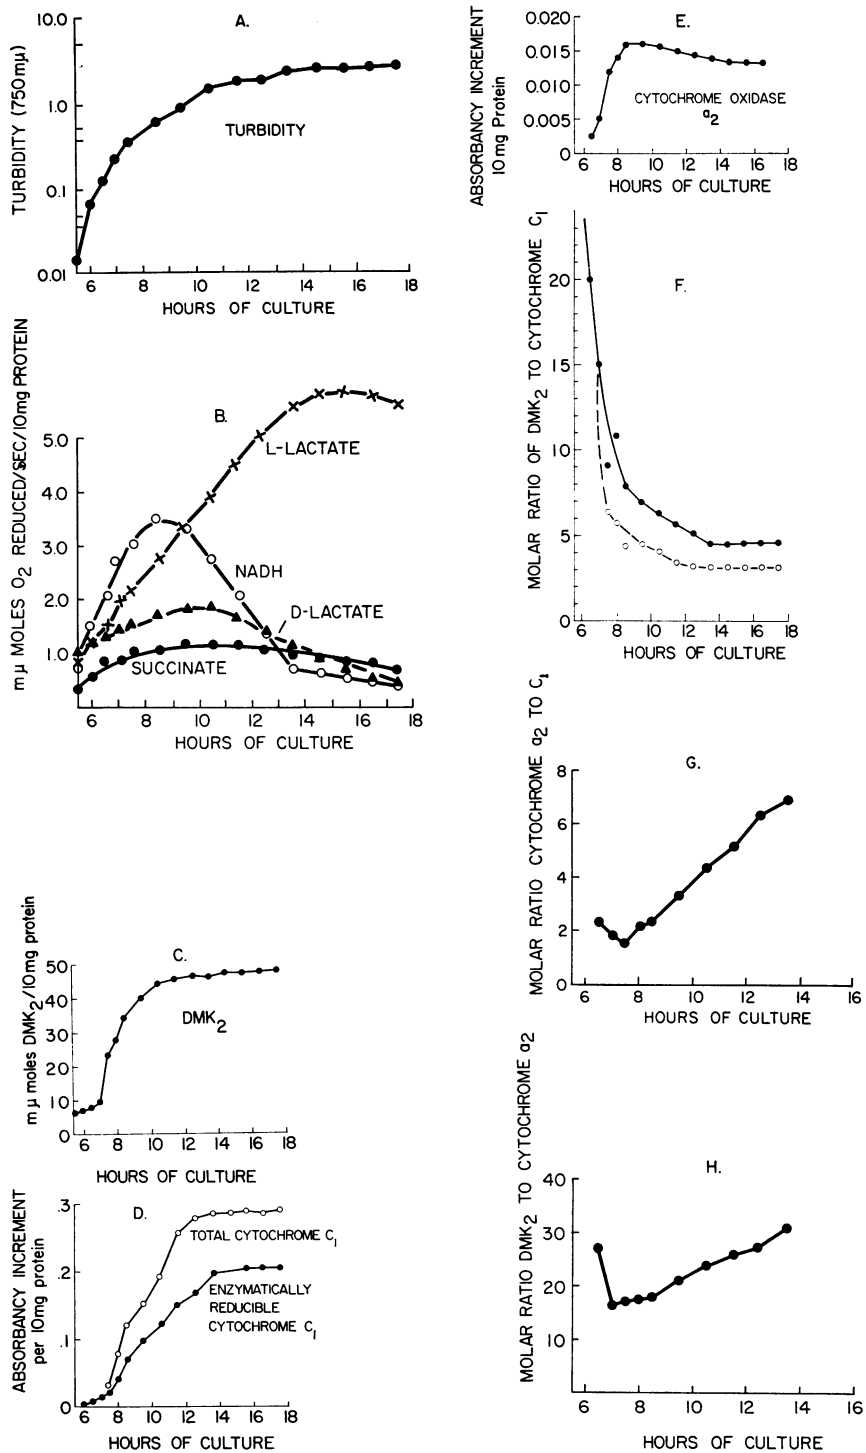 A.
TURBIDITY (750mμ)
10.0
1.0
0.1
0.01
TURBIDITY
6 8 10 12 14 16 18
HOURS OF CULTURE
B.
mμ MOLES O2 REDUCED/SEC/10mg PROTEIN
5.0
4.0
3.0
2.0
1.0
L-LACTATE
NADH
D-LACTATE
SUCCINATE
6 8 10 12 14 16 18
HOURS OF CULTURE
C.
mμ moles DMK2/10mg protein
50
40
30
20
10
0
DMK2
6 8 10 12 14 16 18
HOURS OF CULTURE
D.
ABSORBANCY INCREMENT
per 10mg protein
.3
.2
.1
0
TOTAL CYTOCHROME C1
ENZYMATICALLY
REDUCIBLE
CYTOCHROME C1
6 8 10 12 14 16 18
HOURS OF CULTURE
E.
ABSORBANCY INCREMENT
10mg Protein
0.020
0.015
0.010
0.005
0
CYTOCHROME OXIDASE
a2
6 8 10 12 14 16 18
HOURS OF CULTURE
F.
MOLAR RATIO OF DMK2 TO CYTOCHROME C1
20
15
10
5
0
6 8 10 12 14 16 18
HOURS OF CULTURE
G.
MOLAR RATIO CYTOCHROME a2 TO C1
8
6
4
2
0
6 8 10 12 14 16
HOURS OF CULTURE
H.
MOLAR RATIO DMK2 TO CYTOCHROME a2
40
30
20
10
6 8 10 12 14 16
HOURS OF CULTURE